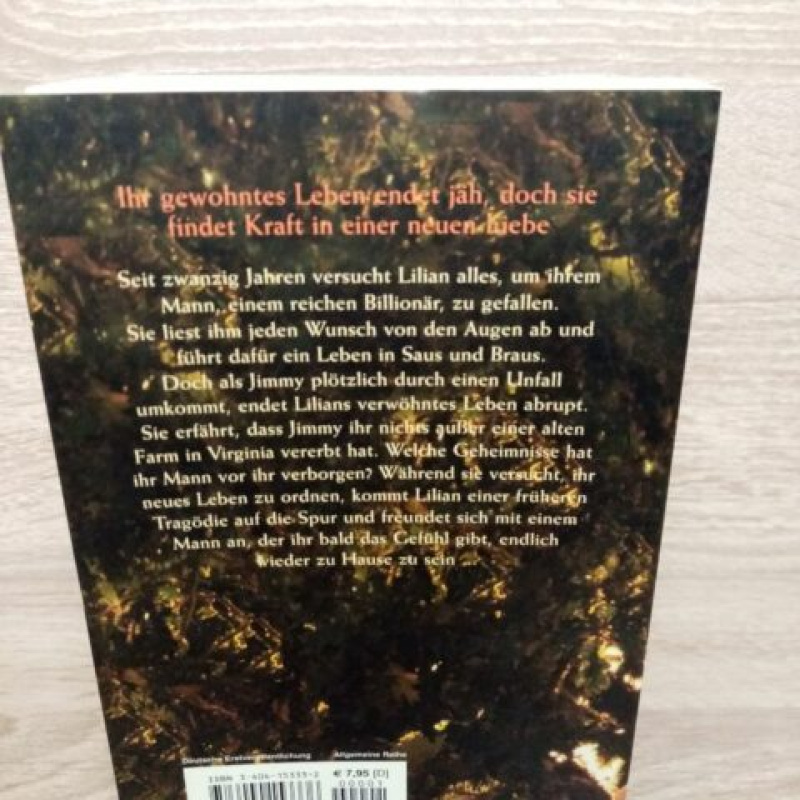 Ihr gewohntes Leben endet jäh, doch sie
findet Kraft in einer neuen Liebe
Seit zwanzig Jahren versucht Lilian alles, um ihrem
Mann, einem reichen Billionär, zu gefallen.
Sie liest ihm jeden Wunsch von den Augen ab und
führt dafür ein Leben in Saus und Braus.
Doch als Jimmy plötzlich durch einen Unfall
umkommt, endet Lilians verwöhntes Leben abrupt.
Sie erfährt, dass Jimmy ihr nichts außer einer alten
Farm in Virginia vererbt hat. Welche Geheimnisse hat
ihr Mann vor ihr verborgen? Während sie versucht, ihr
neues Leben zu ordnen, kommt Lilian einer früheren
Tragödie auf die Spur und freundet sich mit einem
Mann an, der ihr bald das Gefühl gibt, endlich
wieder zu Hause zu sein ...
Deutsche Erstveröffentlichung Allgemeine Reihe
ISBN 3-404-15333-2 € 7,95 [D]
00003